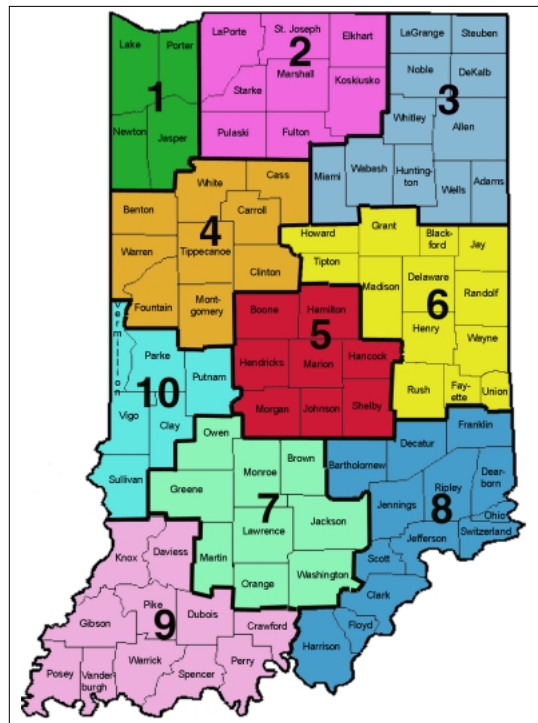 Lake
Porter
1
Newton
Jasper
LaPorte
St. Joseph
Elkhart
2
Marshall
Starke
Koskiusko
Pulaski
Fulton
LaGrange
Steuben
Noble
DeKalb
3
Whitley
Allen
Miami
Wabash
Hunting-
ton
Wells
Adams
White
Cass
Benton
Carroll
4
Warren
Tippecanoe
Clinton
Fountain
Mont-
gomery
Howard
Grant
Black-
ford
Jay
Tipton
Madison
Delaware
Randolf
6
Henry
Wayne
Rush
Fay-
ette
Union
Boone
Hamilton
5
Hendricks
Marion
Hancock
Morgan
Johnson
Shelby
vermilion
Parke
Putnam
10
Vigo
Clay
Sullivan
Owen
Monroe
Brown
Greene
7
Lawrence
Jackson
Martin
Orange
Washington
Franklin
Decatur
Bartholomew
Ripley
Dear-
born
8
Jennings
Ohio
Switzerland
Jefferson
Scott
Clark
Floyd
Harrison
Knox
Daviess
Pike
Dubois
Gibson
9
Crawford
Posey
Vander-
burgh
Warrick
Spencer
Perry